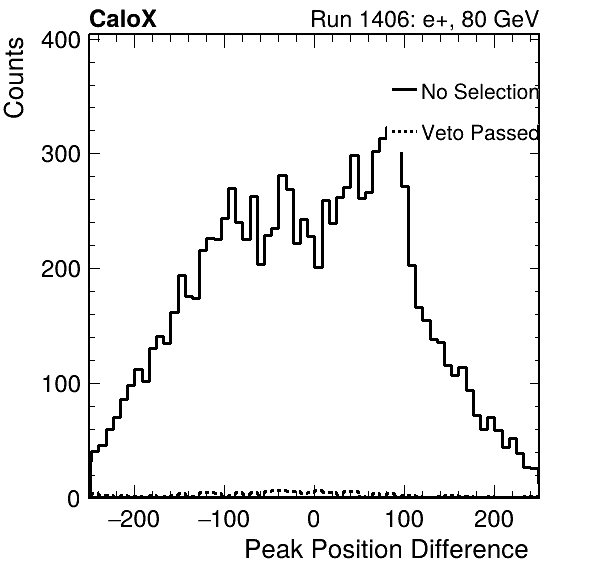 CaloX Run 1406: e+, 80 GeV
Counts
400
300
200
100
0
No Selection
Veto Passed
−200 −100 0 100 200
Peak Position Difference